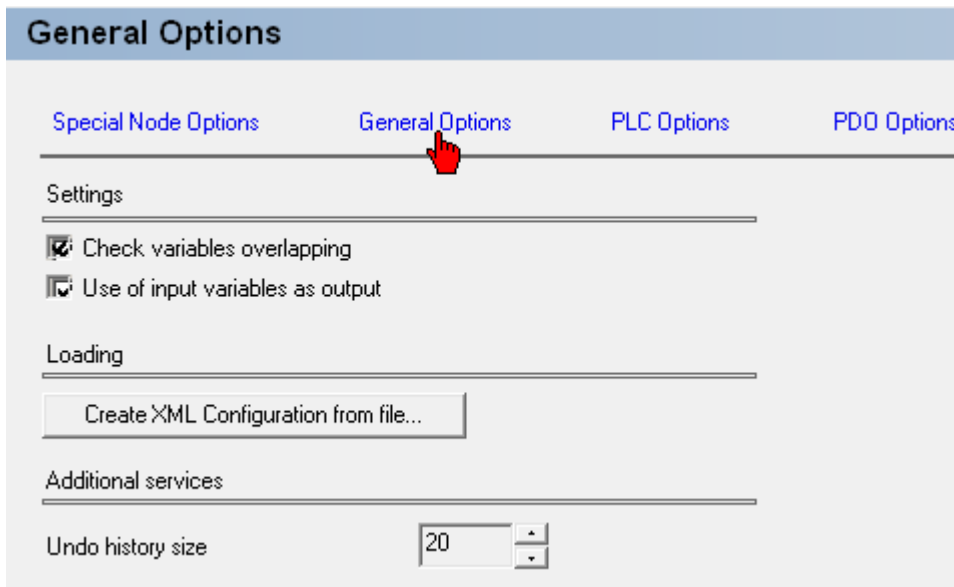 General Options
Special Node Options General Options PLC Options PDO Options
Settings
Check variables overlapping
Use of input variables as output
Loading
Create XML Configuration from file...
Additional services
Undo history size 20